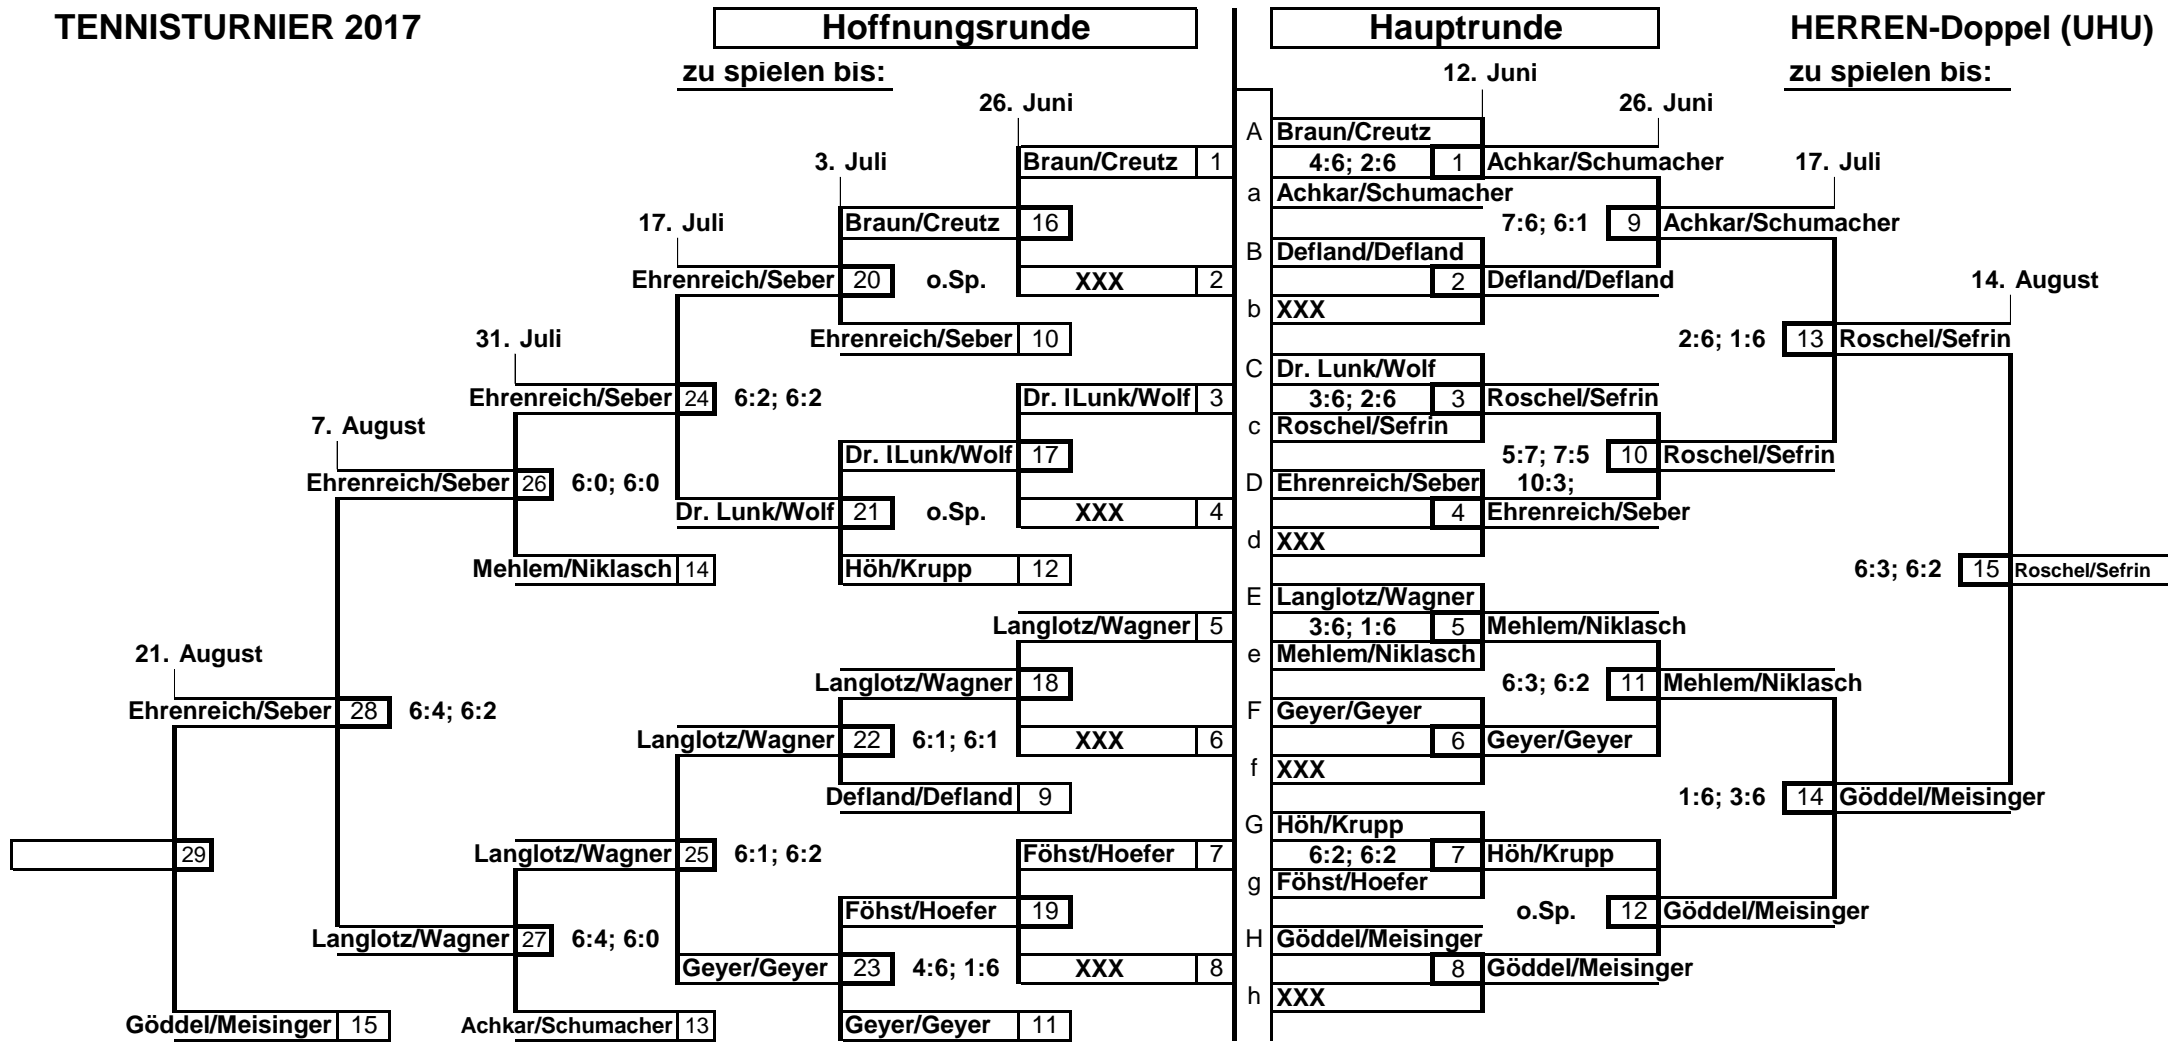 TENNISTURNIER 2017 Hoffnungsrunde Hauptrunde HERREN-Doppel (UHU)
zu spielen bis: 12. Juni zu spielen bis:
26. Juni 26. Juni
A Braun/Creutz
3. Juli Braun/Creutz 1 4:6; 2:6 1 Achkar/Schumacher 17. Juli
a Achkar/Schumacher
17. Juli Braun/Creutz 16 7:6; 6:1 9 Achkar/Schumacher
B Defland/Defland
Ehrenreich/Seber 20 o.Sp. XXX 2 2 Defland/Defland 14. August
b XXX
31. Juli Ehrenreich/Seber 10 2:6; 1:6 13 Roschel/Sefrin
C Dr. Lunk/Wolf
Ehrenreich/Seber 24 6:2; 6:2 Dr. lLunk/Wolf 3 3:6; 2:6 3 Roschel/Sefrin
7. August c Roschel/Sefrin
Dr. lLunk/Wolf 17 5:7; 7:5 10 Roschel/Sefrin
Ehrenreich/Seber 26 6:0; 6:0 D Ehrenreich/Seber 10:3;
Dr. Lunk/Wolf 21 o.Sp. XXX 4 4 Ehrenreich/Seber
d XXX
Mehlem/Niklasch 14 Höh/Krupp 12 6:3; 6:2 15 Roschel/Sefrin
E Langlotz/Wagner
Langlotz/Wagner 5 3:6; 1:6 5 Mehlem/Niklasch
21. August e Mehlem/Niklasch
Langlotz/Wagner 18 6:3; 6:2 11 Mehlem/Niklasch
Ehrenreich/Seber 28 6:4; 6:2 F Geyer/Geyer
Langlotz/Wagner 22 6:1; 6:1 XXX 6 6 Geyer/Geyer
f XXX
Defland/Defland 9 1:6; 3:6 14 Göddel/Meisinger
G Höh/Krupp
29 Langlotz/Wagner 25 6:1; 6:2 Föhst/Hoefer 7 6:2; 6:2 7 Höh/Krupp
g Föhst/Hoefer
Föhst/Hoefer 19 o.Sp. 12 Göddel/Meisinger
Langlotz/Wagner 27 6:4; 6:0 H Göddel/Meisinger
Geyer/Geyer 23 4:6; 1:6 XXX 8 8 Göddel/Meisinger
h XXX
Göddel/Meisinger 15 Achkar/Schumacher 13 Geyer/Geyer 11